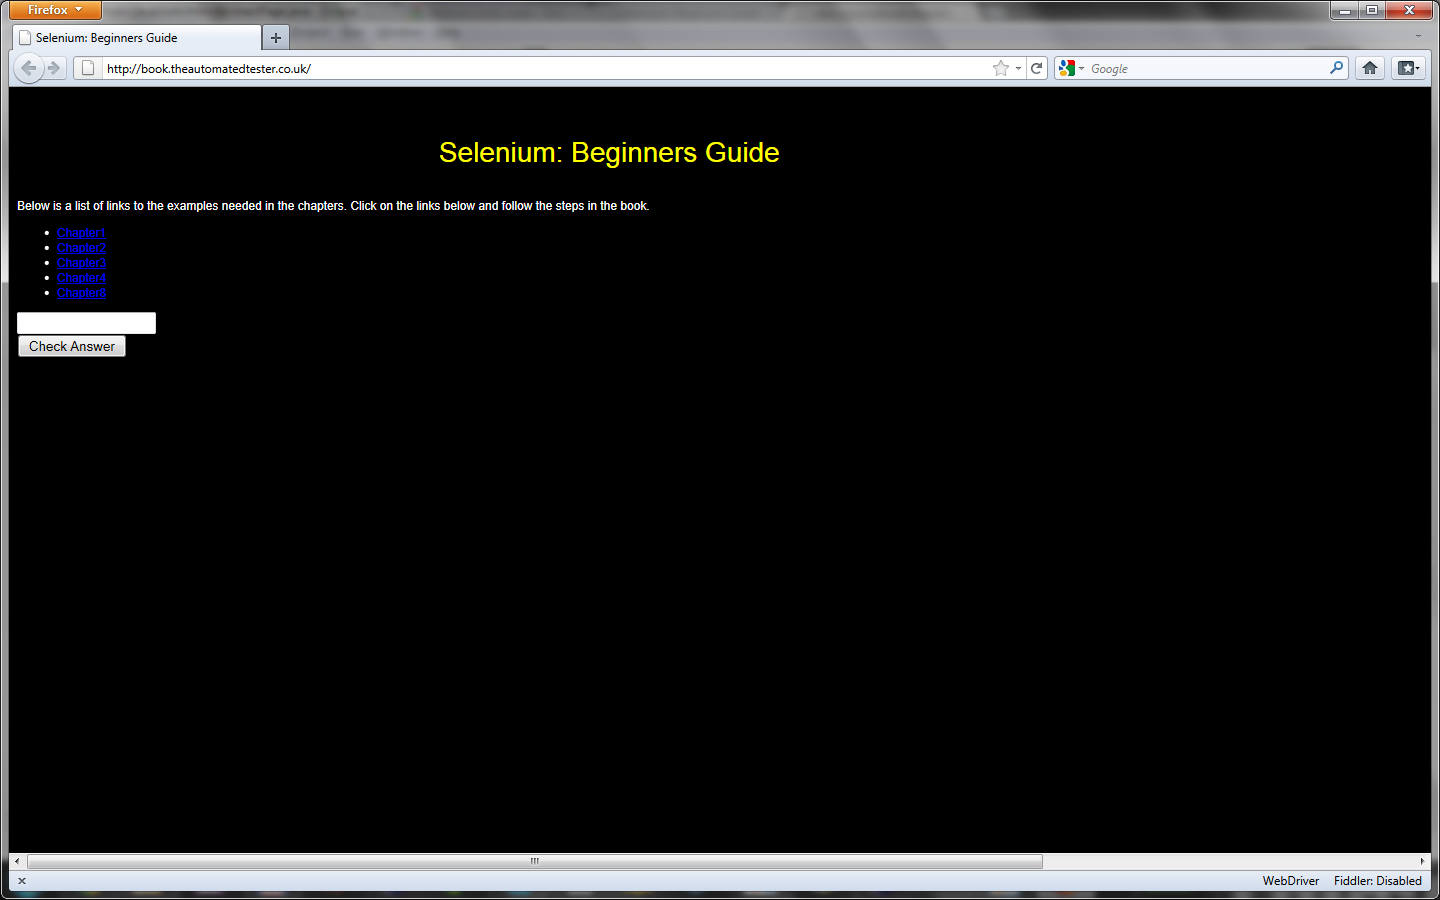 Firefox
Selenium: Beginners Guide
http://book.theautomatedtester.co.uk/
Google
Selenium: Beginners Guide
Below is a list of links to the examples needed in the chapters. Click on the links below and follow the steps in the book.
Chapter1
Chapter2
Chapter3
Chapter4
Chapter8
Check Answer
WebDriver Fiddler: Disabled